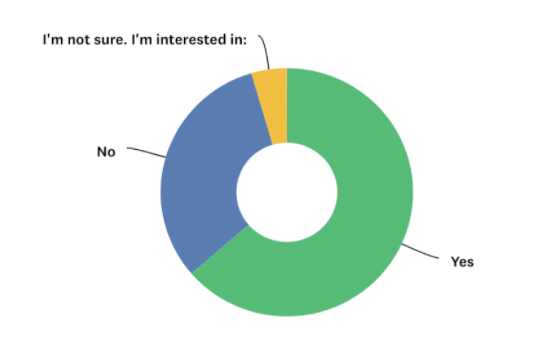 I'm not sure. I'm interested in:
No
Yes